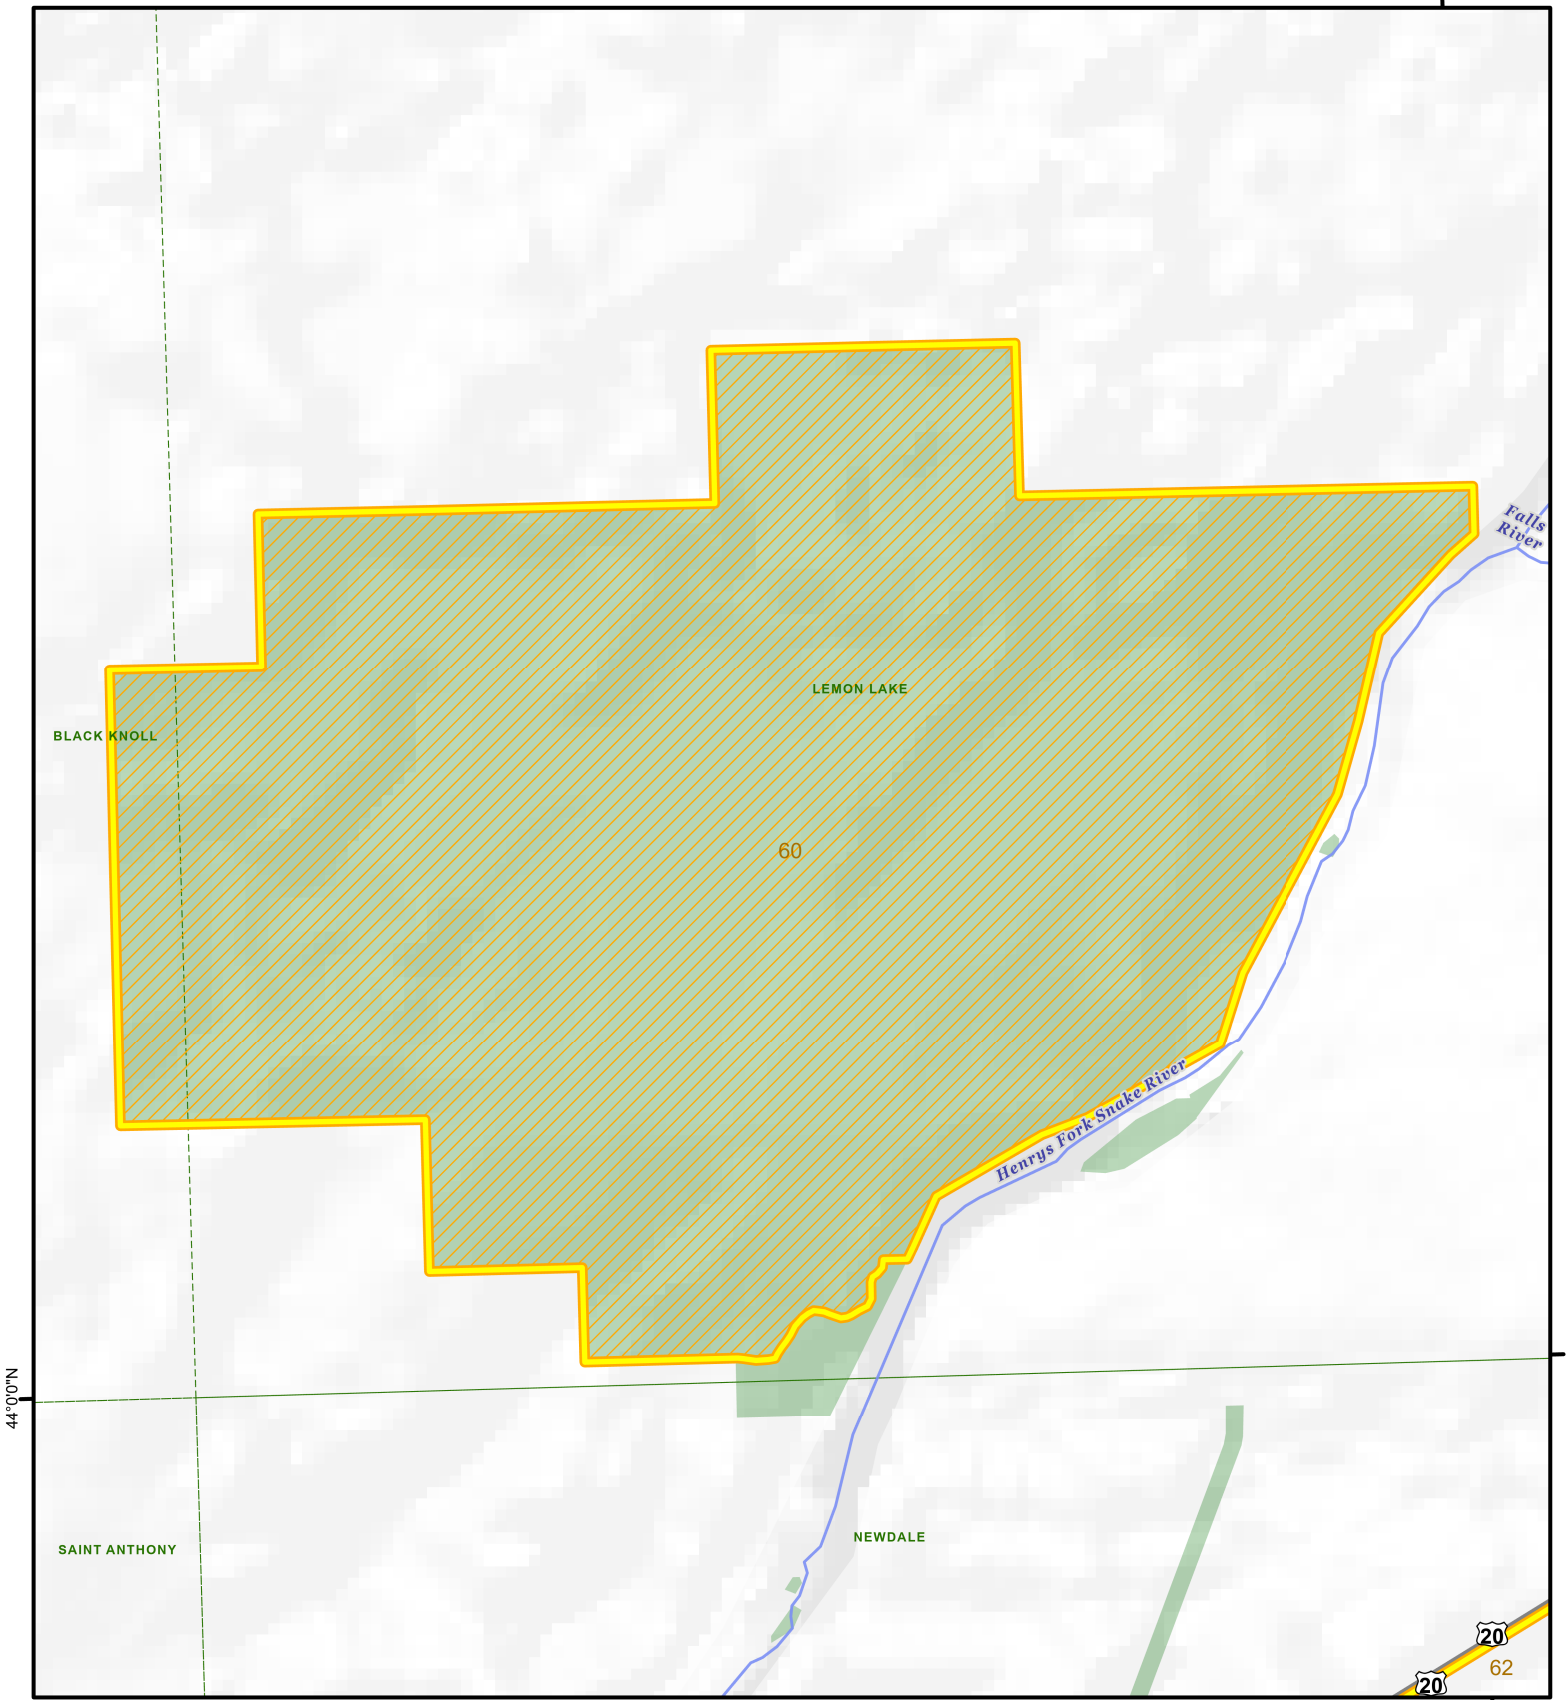 Falls
River
LEMON LAKE
BLACK KNOLL
60
Henrys Fork Snake River
44°0'0"N
NEWDALE
SAINT ANTHONY
20
62
20